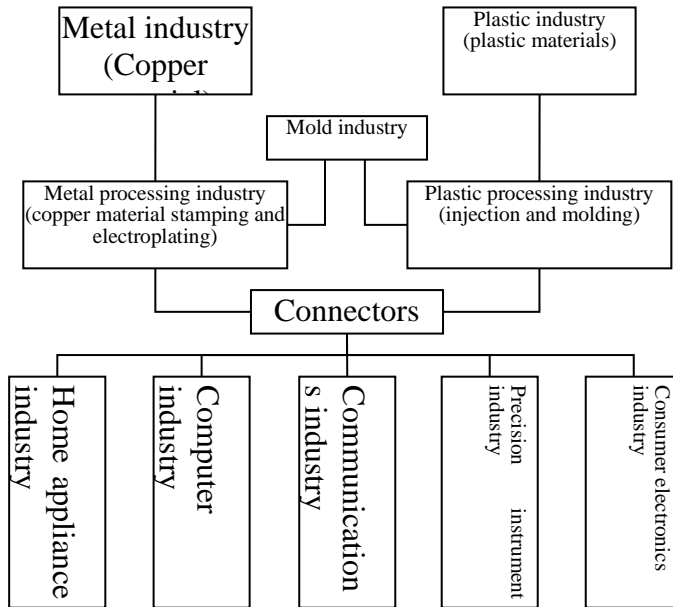 Metal industry
(Copper
Plastic industry
(plastic materials)
Mold industry
Metal processing industry
(copper material stamping and
electroplating)
Plastic processing industry
(injection and molding)
Connectors
Home appliance
industry
Computer
industry
Communication
s industry
Precision instrument
industry
Consumer electronics
industry